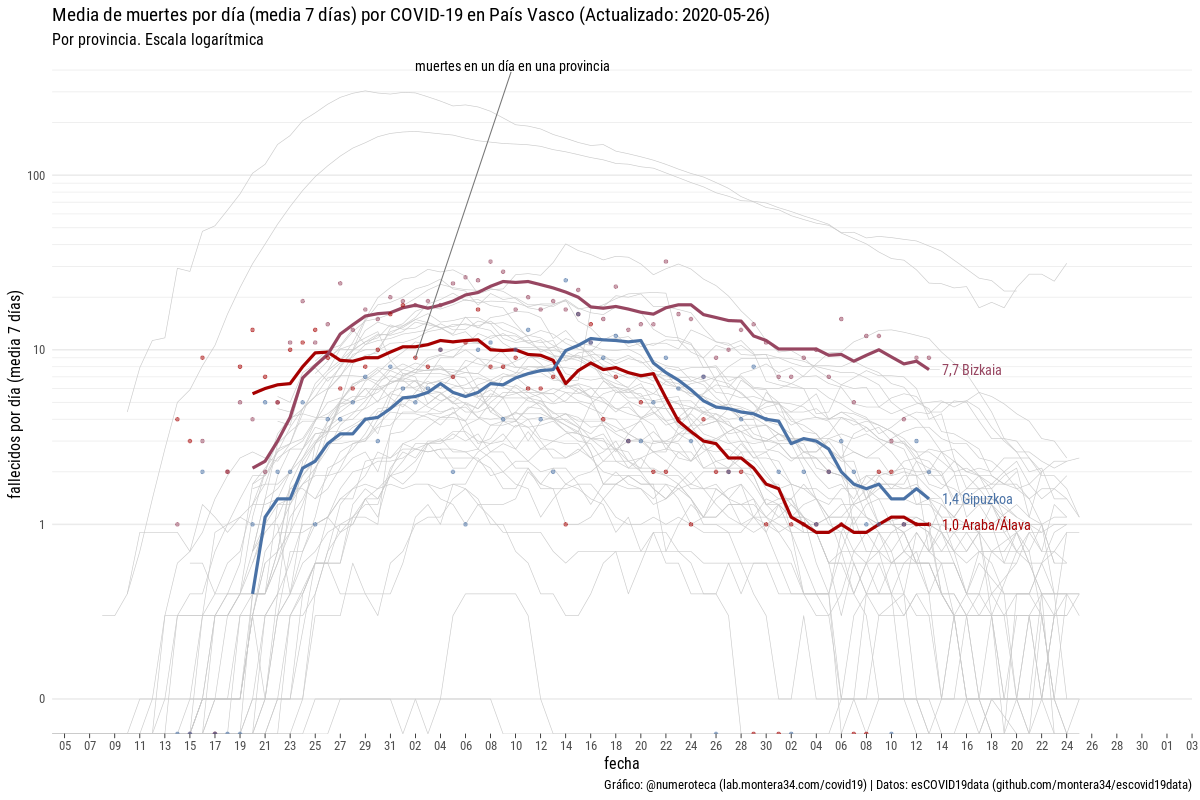 Media de muertes por día (media 7 días) por COVID-19 en País Vasco (Actualizado: 2020-05-26)
Por provincia. Escala logarítmica
muertes en un día en una provincia
fallecidos por día (media 7 días)
100
10
1
0
7,7 Bizkaia
1,4 Gipuzkoa
1,0 Araba/Álava
05 07 09 11 13 15 17 19 21 23 25 27 29 31 02 04 06 08 10 12 14 16 18 20 22 24 26 28 30 02 04 06 08 10 12 14 16 18 20 22 24 26 28 30 01 03
fecha
Gráfico: @numeroteca (lab.montera34.com/covid19) | Datos: esCOVID19data (github.com/montera34/escovid19data)